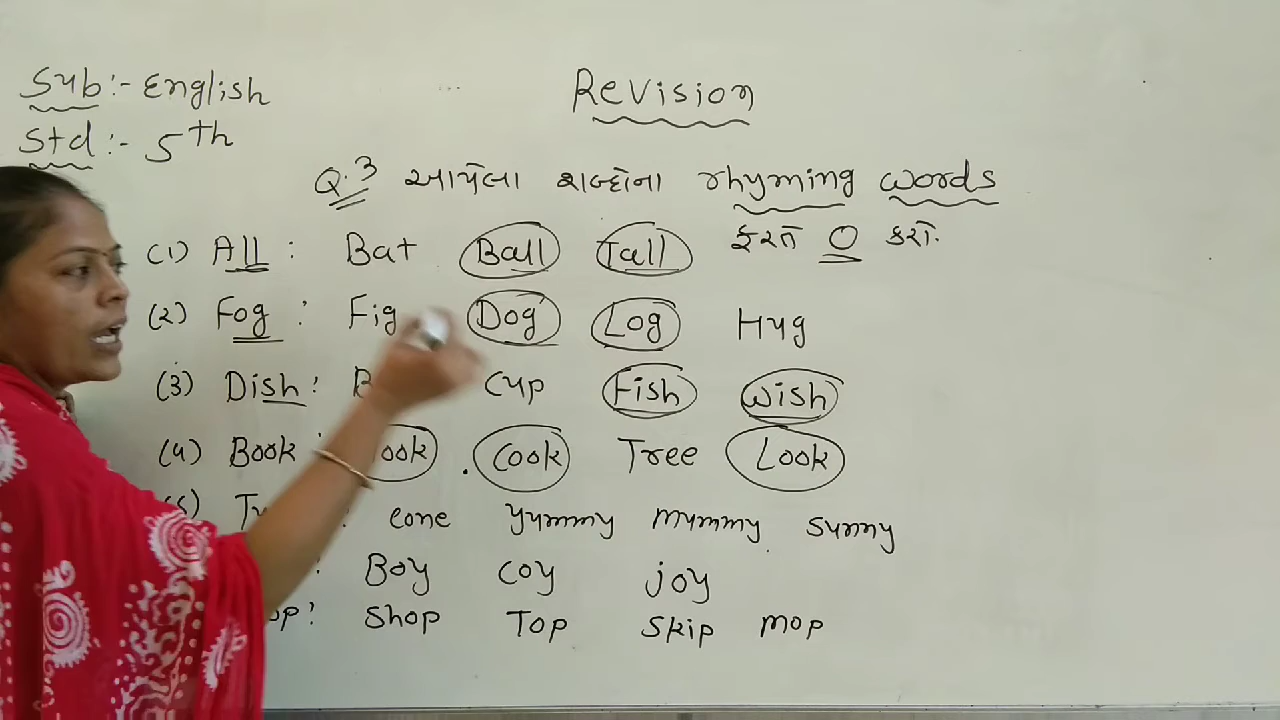 Sub:- English
Revision
Std:- 5th
Q.3 આપેલા શબ્દોના rhyming words
ફરતે O કરો.
(1) All : Bat Ball Tall
(2) Fog : Fig Dog Log Hug
(3) Dish : Cup Fish Wish
(4) Book : Cook Tree Look
cone Yummy Mummy Sunny
Boy Coy Joy
Shop Top Skip Mop